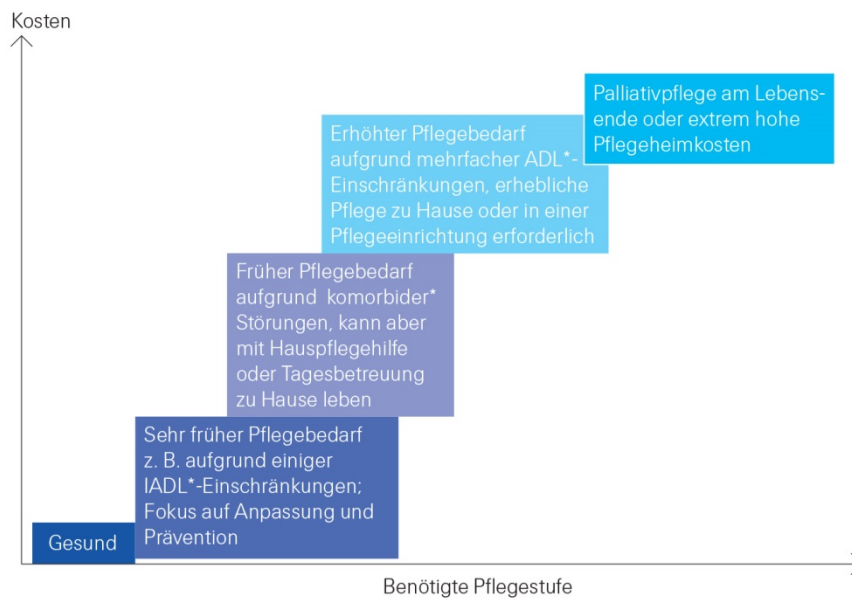 Kosten
Palliativpflege am Lebens-
ende oder extrem hohe
Pflegeheimkosten
Erhöhter Pflegebedarf
aufgrund mehrfacher ADL*-
Einschränkungen, erhebliche
Pflege zu Hause oder in einer
Pflegeeinrichtung erforderlich
Früher Pflegebedarf
aufgrund komorbider*
Störungen, kann aber
mit Hauspflegehilfe
oder Tagesbetreuung
zu Hause leben
Sehr früher Pflegebedarf
z. B. aufgrund einiger
IADL*-Einschränkungen;
Fokus auf Anpassung und
Prävention
Gesund
Benötigte Pflegestufe